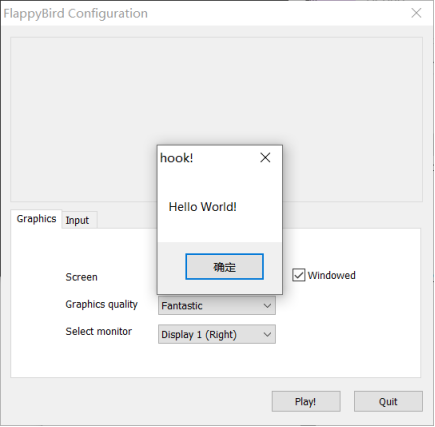 FlappyBird Configuration
hook!
Hello World!
确定
Graphics
Input
Screen
Windowed
Graphics quality
Fantastic
Select monitor
Display 1 (Right)
Play!
Quit